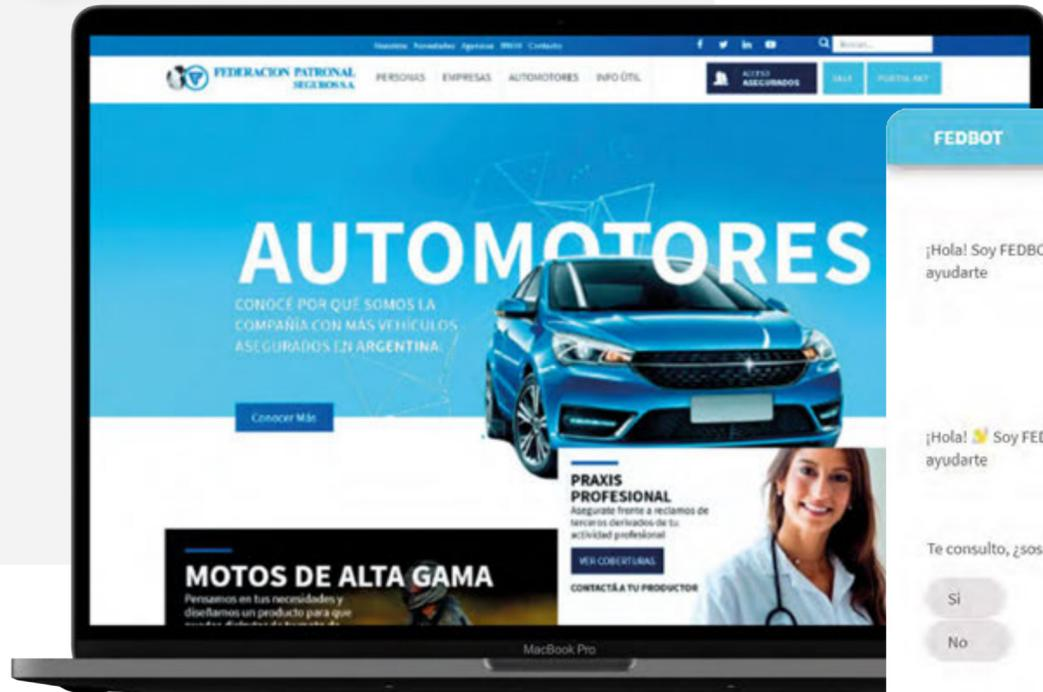 Nosotros Novedades Agencias RRHH Contacto
Buscar...
FEDERACION PATRONAL
SEGUROS S.A.
PERSONAS EMPRESAS AUTOMOTORES INFO ÚTIL
ACCESO
ASEGURADOS
PORTAL ART
AUTOMOTORES
CONOCÉ POR QUÉ SOMOS LA
COMPAÑÍA CON MÁS VEHÍCULOS
ASEGURADOS EN ARGENTINA.
Conocer Más
PRAXIS
PROFESIONAL
Asegurate frente a reclamos de
terceros derivados de tu
actividad profesional
VER COBERTURAS
CONTACTÁ A TU PRODUCTOR
MOTOS DE ALTA GAMA
Pensamos en tus necesidades y
diseñamos un producto para que
MacBook Pro
FEDBOT
¡Hola! Soy FEDBO
ayudarte
¡Hola! 👋 Soy FED
ayudarte
Te consulto, ¿sos
Si
No